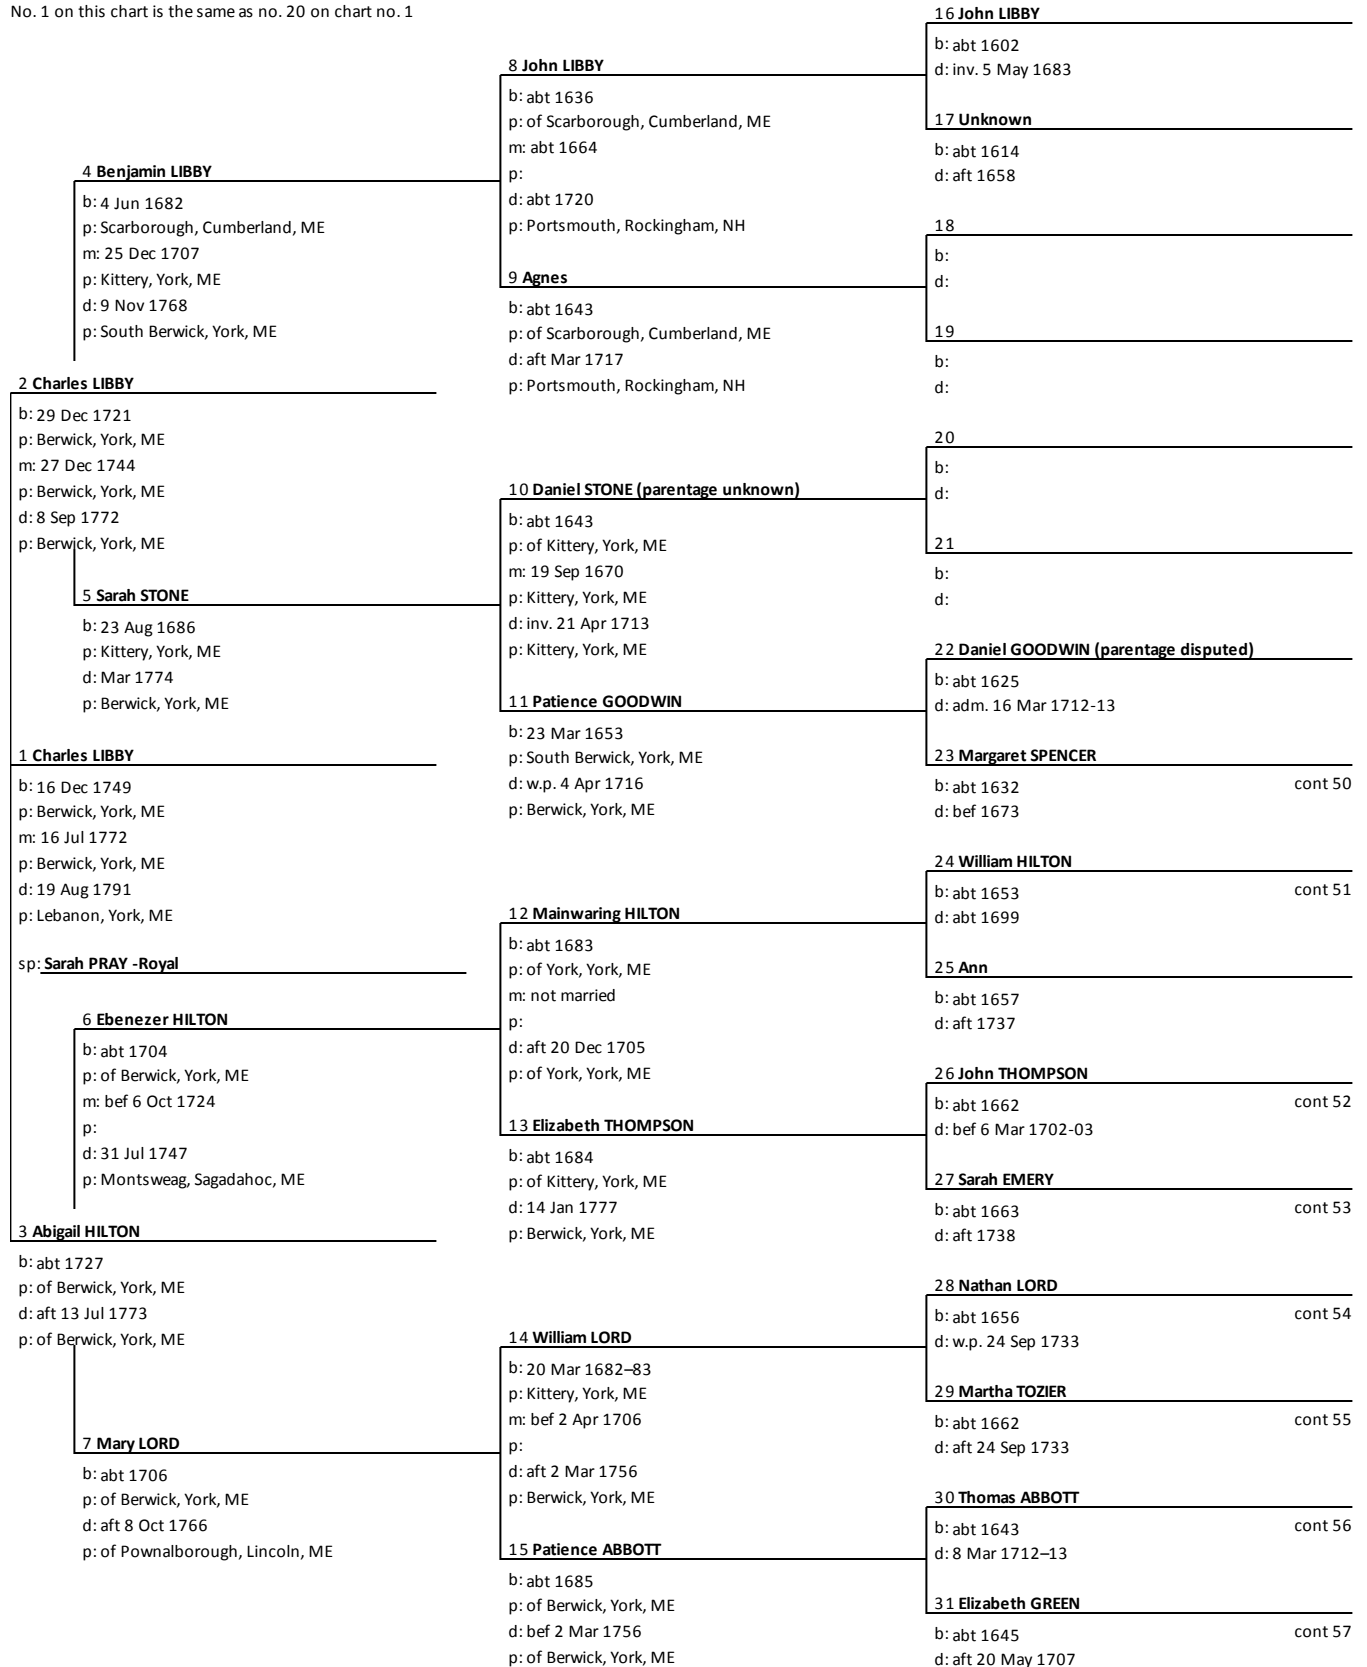 No. 1 on this chart is the same as no. 20 on chart no. 1
4 Benjamin LIBBY
b: 4 Jun 1682
p: Scarborough, Cumberland, ME
m: 25 Dec 1707
p: Kittery, York, ME
d: 9 Nov 1768
p: South Berwick, York, ME
2 Charles LIBBY
b: 29 Dec 1721
p: Berwick, York, ME
m: 27 Dec 1744
p: Berwick, York, ME
d: 8 Sep 1772
p: Berwick, York, ME
5 Sarah STONE
b: 23 Aug 1686
p: Kittery, York, ME
d: Mar 1774
p: Berwick, York, ME
1 Charles LIBBY
b: 16 Dec 1749
p: Berwick, York, ME
m: 16 Jul 1772
p: Berwick, York, ME
d: 19 Aug 1791
p: Lebanon, York, ME
sp: Sarah PRAY -Royal
6 Ebenezer HILTON
b: abt 1704
p: of Berwick, York, ME
m: bef 6 Oct 1724
p:
d: 31 Jul 1747
p: Montsweag, Sagadahoc, ME
3 Abigail HILTON
b: abt 1727
p: of Berwick, York, ME
d: aft 13 Jul 1773
p: of Berwick, York, ME
7 Mary LORD
b: abt 1706
p: of Berwick, York, ME
d: aft 8 Oct 1766
p: of Pownalborough, Lincoln, ME
8 John LIBBY
b: abt 1636
p: of Scarborough, Cumberland, ME
m: abt 1664
p:
d: abt 1720
p: Portsmouth, Rockingham, NH
9 Agnes
b: abt 1643
p: of Scarborough, Cumberland, ME
d: aft Mar 1717
p: Portsmouth, Rockingham, NH
10 Daniel STONE (parentage unknown)
b: abt 1643
p: of Kittery, York, ME
m: 19 Sep 1670
p: Kittery, York, ME
d: inv. 21 Apr 1713
p: Kittery, York, ME
11 Patience GOODWIN
b: 23 Mar 1653
p: South Berwick, York, ME
d: w.p. 4 Apr 1716
p: Berwick, York, ME
12 Mainwaring HILTON
b: abt 1683
p: of York, York, ME
m: not married
p:
d: aft 20 Dec 1705
p: of York, York, ME
13 Elizabeth THOMPSON
b: abt 1684
p: of Kittery, York, ME
d: 14 Jan 1777
p: Berwick, York, ME
14 William LORD
b: 20 Mar 1682–83
p: Kittery, York, ME
m: bef 2 Apr 1706
p:
d: aft 2 Mar 1756
p: Berwick, York, ME
15 Patience ABBOTT
b: abt 1685
p: of Berwick, York, ME
d: bef 2 Mar 1756
p: of Berwick, York, ME
16 John LIBBY
b: abt 1602
d: inv. 5 May 1683
17 Unknown
b: abt 1614
d: aft 1658
18
b:
d:
19
b:
d:
20
b:
d:
21
b:
d:
22 Daniel GOODWIN (parentage disputed)
b: abt 1625
d: adm. 16 Mar 1712-13
23 Margaret SPENCER
b: abt 1632 cont 50
d: bef 1673
24 William HILTON
b: abt 1653 cont 51
d: abt 1699
25 Ann
b: abt 1657
d: aft 1737
26 John THOMPSON
b: abt 1662 cont 52
d: bef 6 Mar 1702-03
27 Sarah EMERY
b: abt 1663 cont 53
d: aft 1738
28 Nathan LORD
b: abt 1656 cont 54
d: w.p. 24 Sep 1733
29 Martha TOZIER
b: abt 1662 cont 55
d: aft 24 Sep 1733
30 Thomas ABBOTT
b: abt 1643 cont 56
d: 8 Mar 1712–13
31 Elizabeth GREEN
b: abt 1645 cont 57
d: aft 20 May 1707